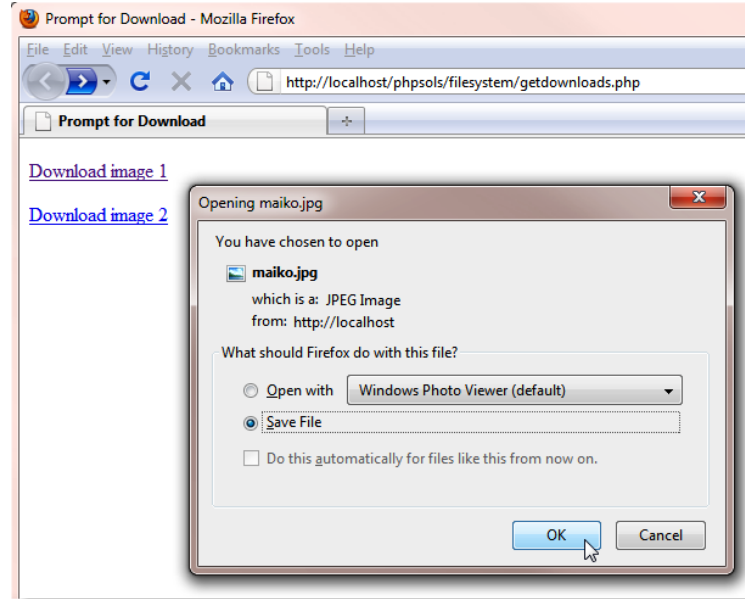 Prompt for Download - Mozilla Firefox
File Edit View History Bookmarks Tools Help
http://localhost/phpsols/filesystem/getdownloads.php
Prompt for Download
Download image 1
Download image 2
Opening maiko.jpg
You have chosen to open
maiko.jpg
which is a: JPEG Image
from: http://localhost
What should Firefox do with this file?
Open with Windows Photo Viewer (default)
Save File
Do this automatically for files like this from now on.
OK Cancel